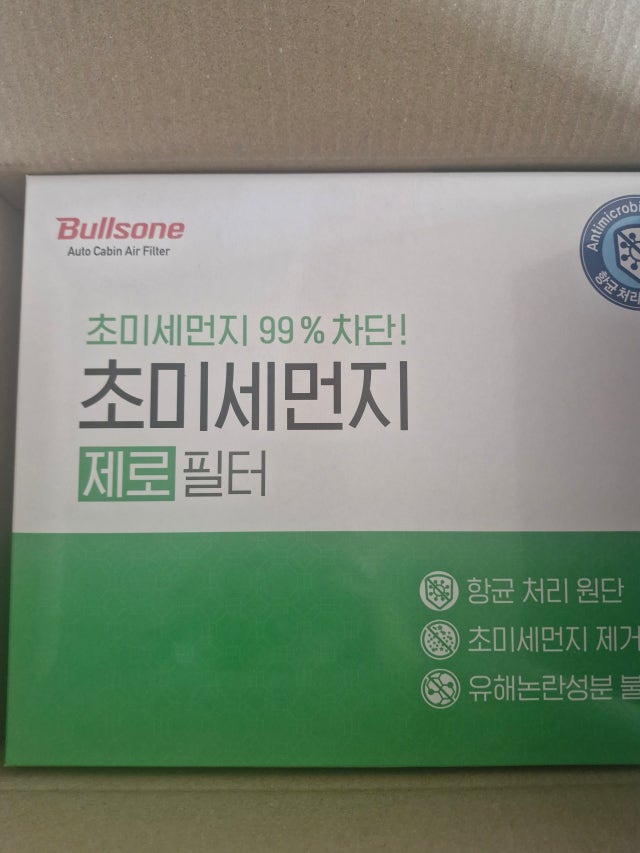 Bullsone
Auto Cabin Air Filter
Antimicrobi
항균 처리
초미세먼지 99 % 차단!
초미세먼지
제로 필터
항균 처리 원단
초미세먼지 제거
유해논란성분 불